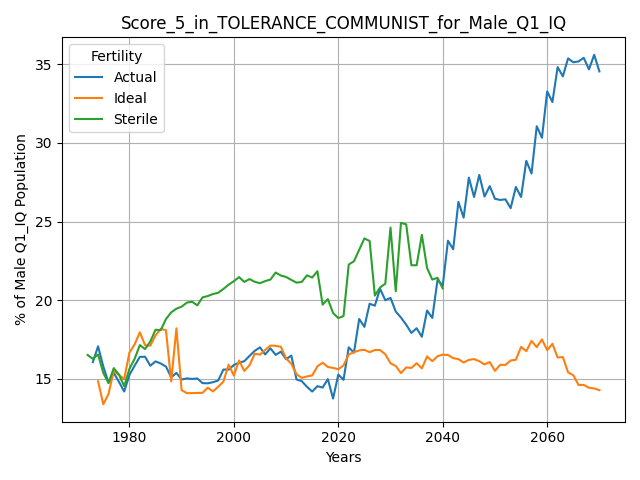 Score_5_in_TOLERANCE_COMMUNIST_for_Male_Q1_IQ
% of Male Q1_IQ Population
35
30
25
20
15
Fertility
Actual
Ideal
Sterile
1980
2000
2020
2040
2060
Years